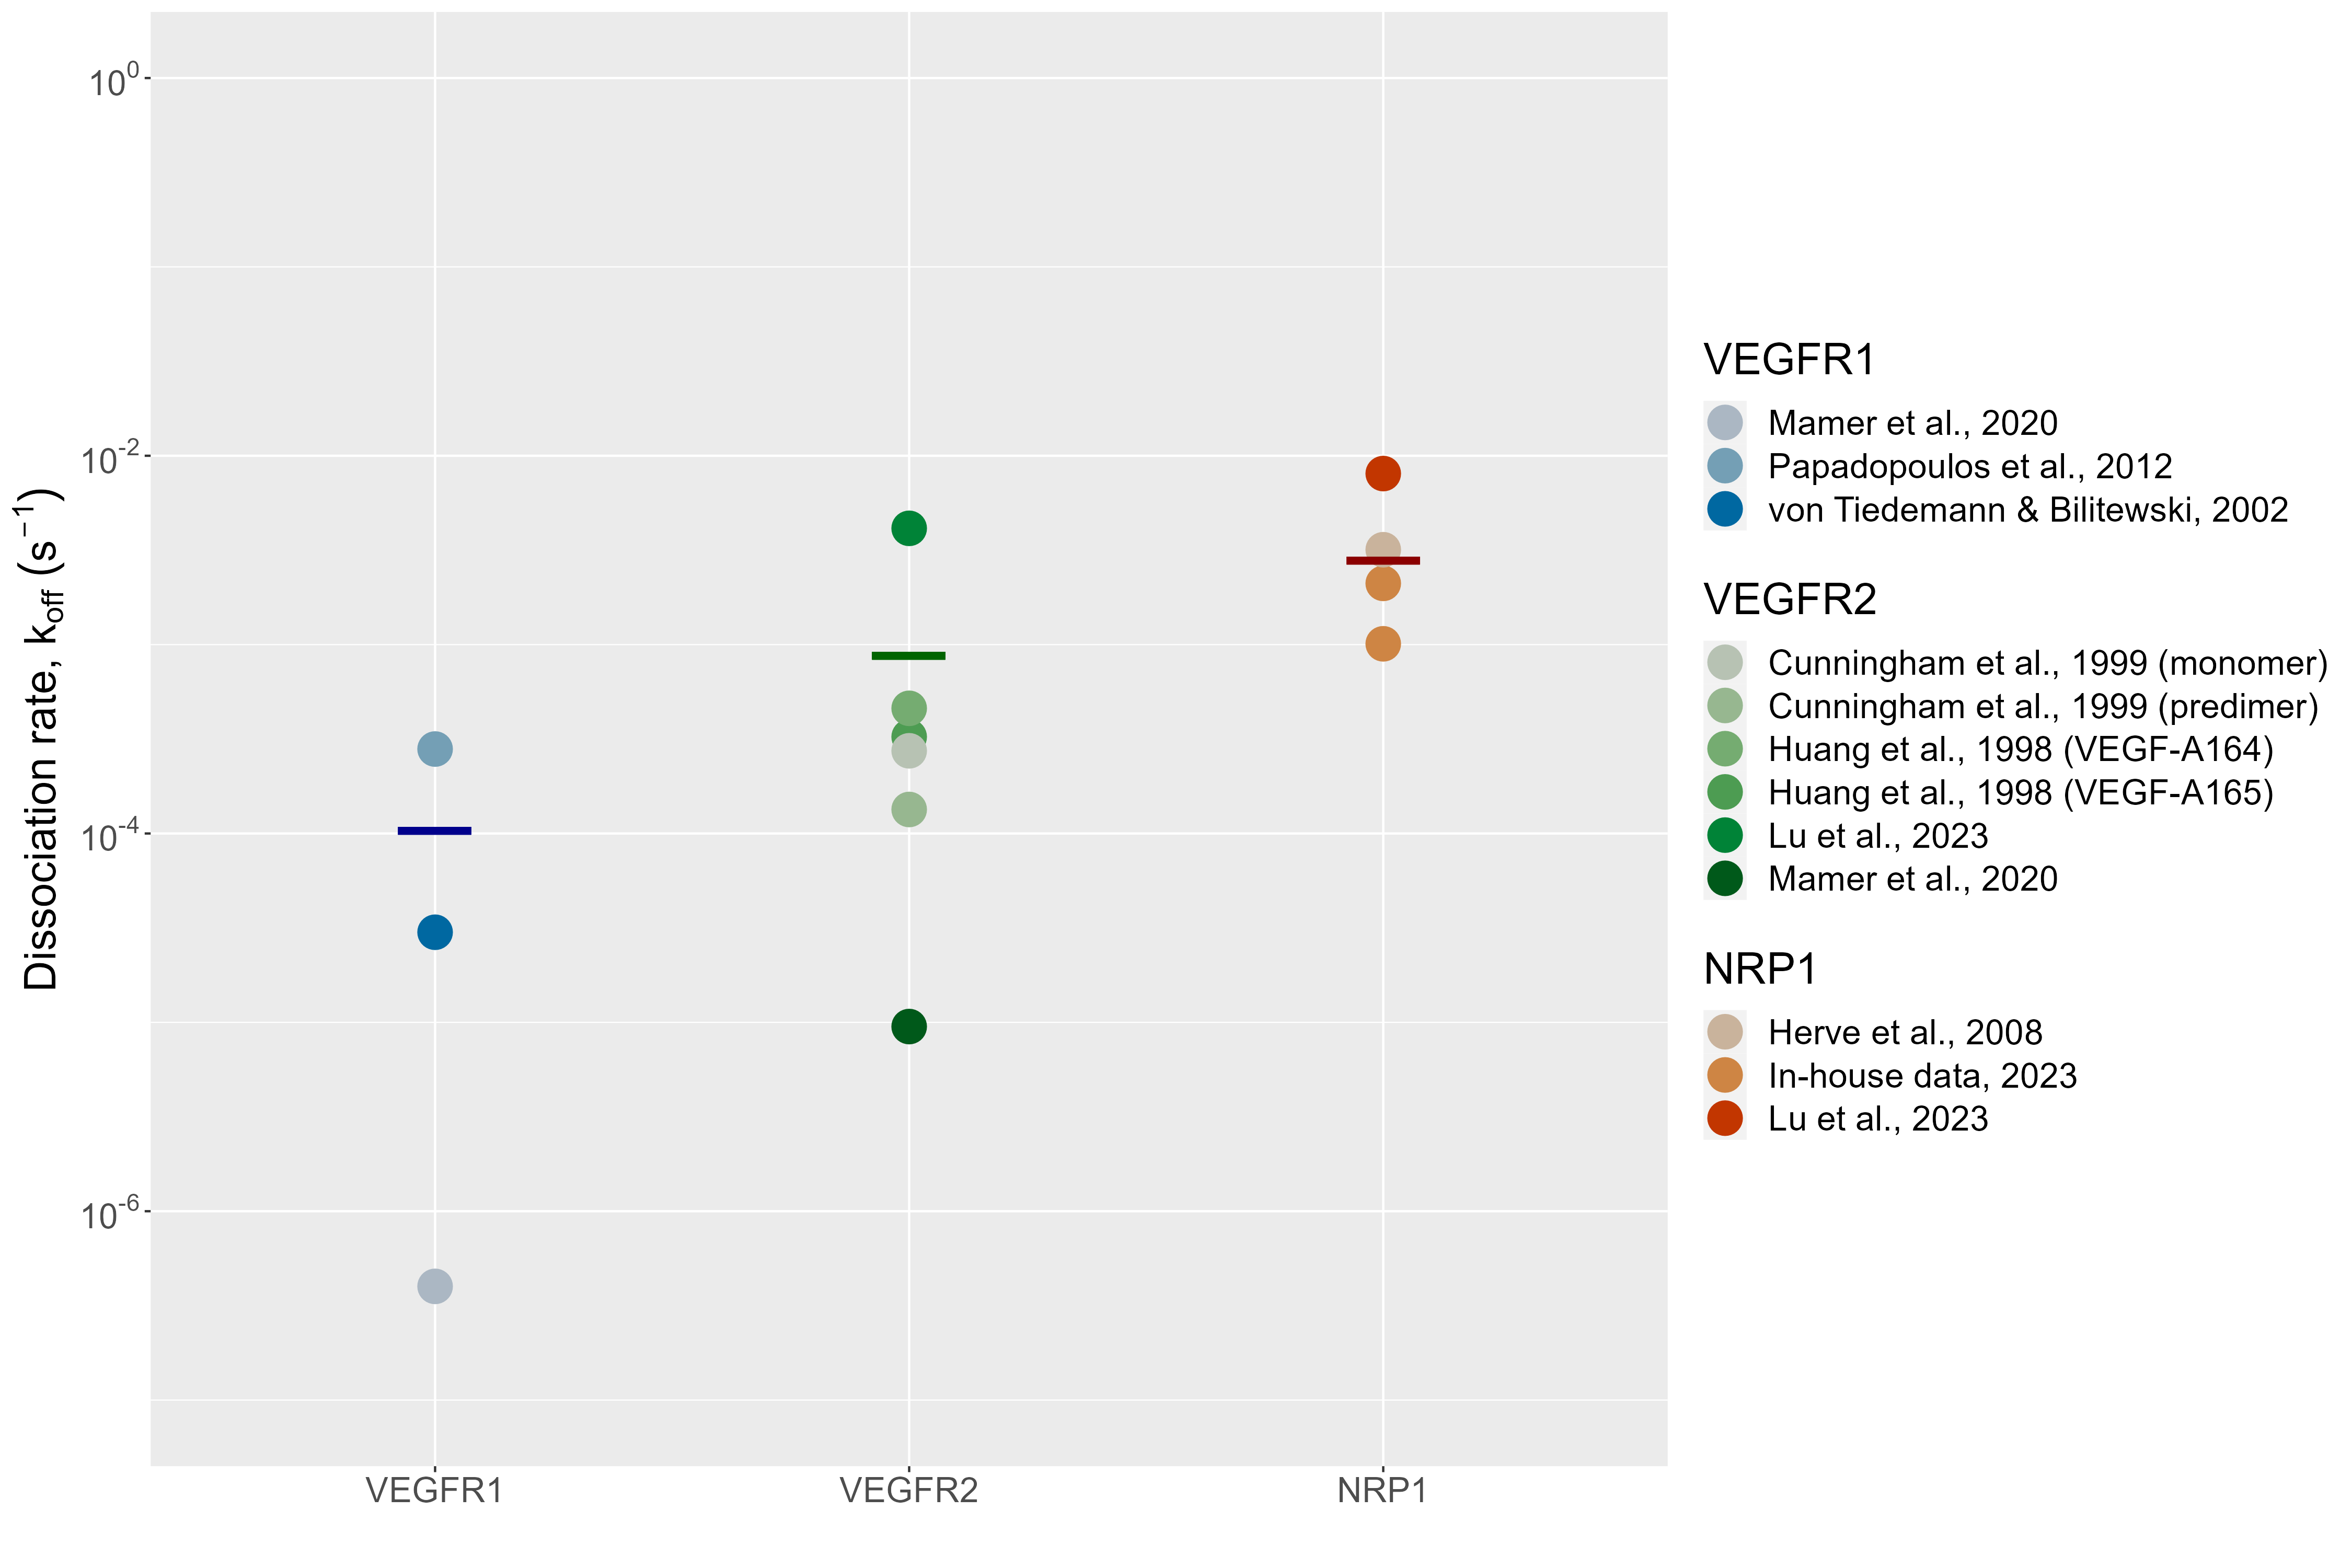 10⁰
10⁻²
10⁻⁴
10⁻⁶
Dissociation rate, k_off (s⁻¹)
VEGFR1
VEGFR2
NRP1
VEGFR1
Mamer et al., 2020
Papadopoulos et al., 2012
von Tiedemann & Bilitewski, 2002
VEGFR2
Cunningham et al., 1999 (monomer)
Cunningham et al., 1999 (predimer)
Huang et al., 1998 (VEGF-A164)
Huang et al., 1998 (VEGF-A165)
Lu et al., 2023
Mamer et al., 2020
NRP1
Herve et al., 2008
In-house data, 2023
Lu et al., 2023